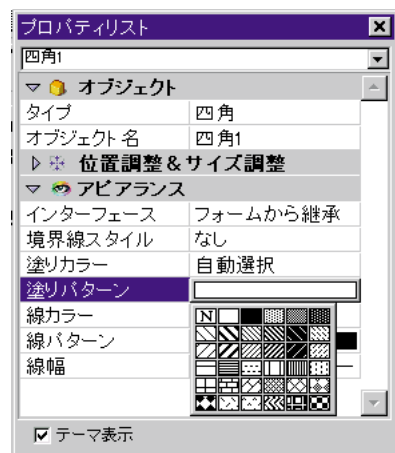 プロパティリスト
四角1
オブジェクト
タイプ 四角
オブジェクト名 四角1
位置調整&サイズ調整
アピアランス
インターフェース フォームから継承
境界線スタイル なし
塗りカラー 自動選択
塗りパターン
線カラー
線パターン
線幅
N
テーマ表示